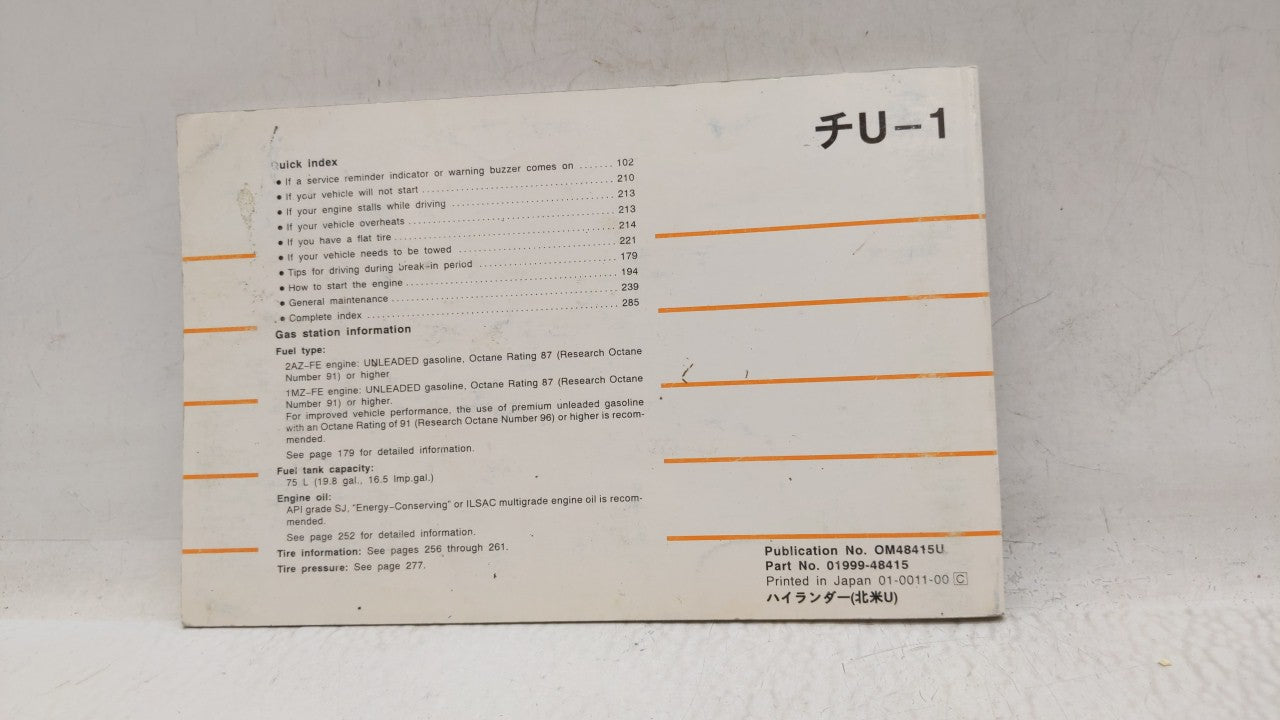 チU-1
Quick index
● If a service reminder indicator or warning buzzer comes on ....... 102
● If your vehicle will not start ........................................ 210
● If your engine stalls while driving .................................. 213
● If your vehicle overheats ........................................... 213
● If you have a flat tire ............................................... 214
● If your vehicle needs to be towed ................................ 221
● Tips for driving during break-in period ........................... 179
● How to start the engine ............................................ 194
● General maintenance ............................................... 239
● Complete index ...................................................... 285
Gas station information
Fuel type:
2AZ-FE engine: UNLEADED gasoline, Octane Rating 87 (Research Octane
Number 91) or higher
1MZ-FE engine: UNLEADED gasoline, Octane Rating 87 (Research Octane
Number 91) or higher.
For improved vehicle performance, the use of premium unleaded gasoline
with an Octane Rating of 91 (Research Octane Number 96) or higher is recom-
mended.
See page 179 for detailed information.
Fuel tank capacity:
75 L (19.8 gal., 16.5 Imp.gal.)
Engine oil:
API grade SJ, "Energy-Conserving" or ILSAC multigrade engine oil is recom-
mended.
See page 252 for detailed information.
Tire information: See pages 256 through 261.
Tire pressure: See page 277.
Publication No. OM48415U
Part No. 01999-48415
Printed in Japan 01-0011-00 C
ハイランダー(北米U)